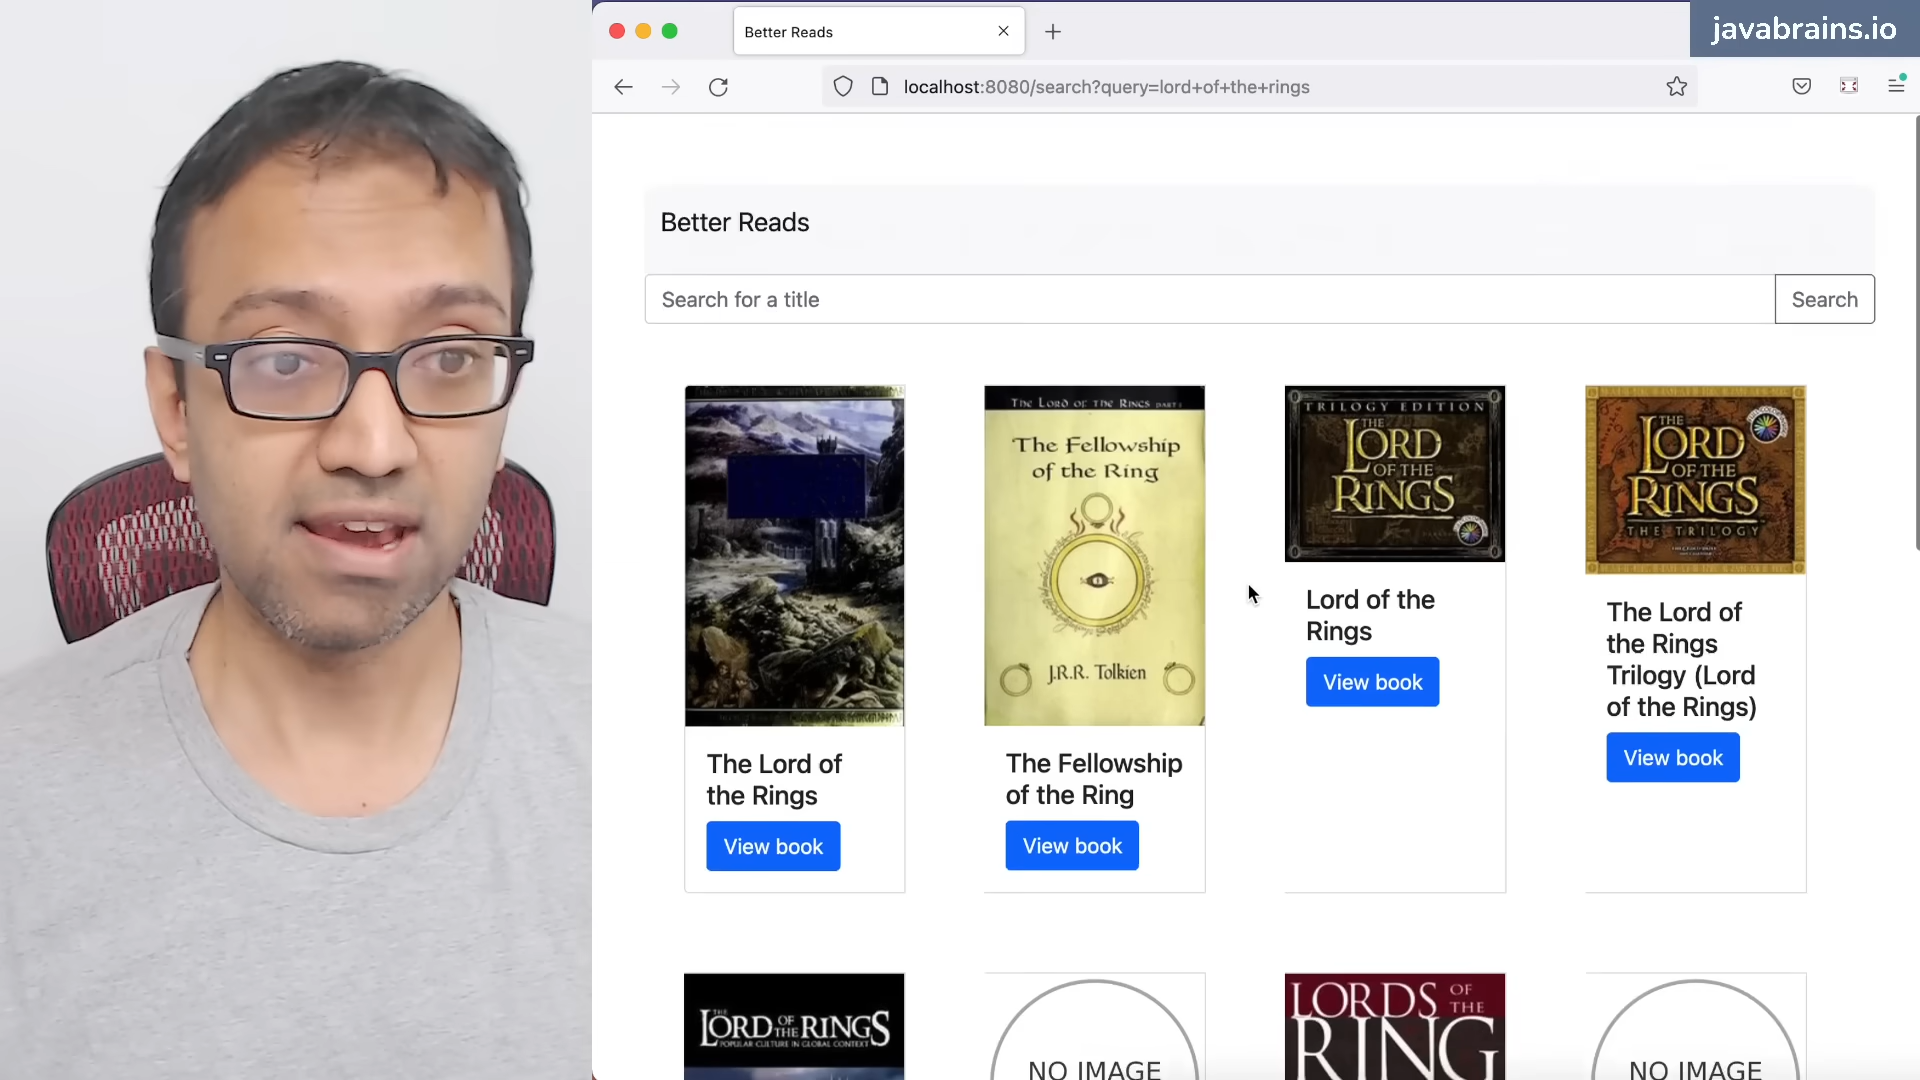 javabrains.io
Better Reads
localhost:8080/search?query=lord+of+the+rings
Better Reads
Search for a title
Search
THE LORD OF THE RINGS PART I
The Fellowship
of the Ring
J.R.R. Tolkien
TRILOGY EDITION
THE
LORD
OF THE
RINGS
THE
LORD
OF THE
RINGS
THE TRILOGY
The Lord of
the Rings
View book
The Fellowship
of the Ring
View book
Lord of the
Rings
View book
The Lord of
the Rings
Trilogy (Lord
of the Rings)
View book
THE
LORD OF THE RINGS
POPULAR CULTURE IN GLOBAL CONTEXT
NO IMAGE
LORDS OF THE
RING
NO IMAGE